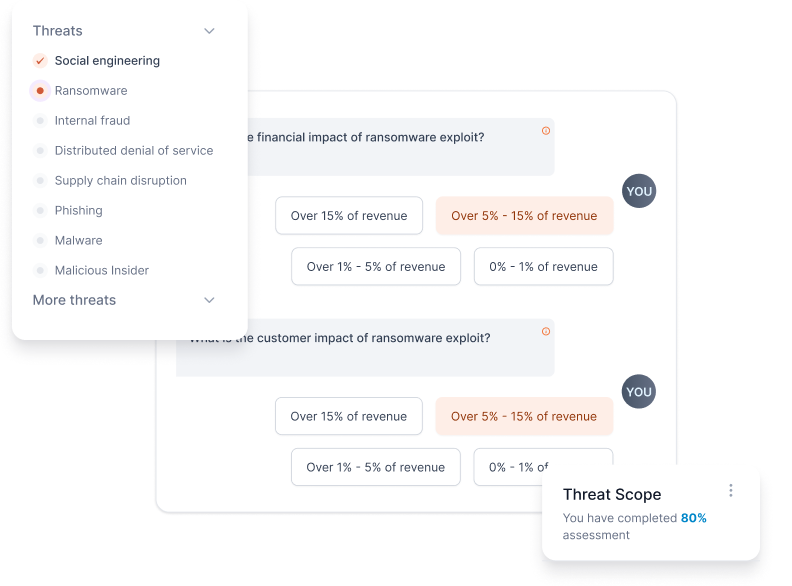 Threats
Social engineering
Ransomware
Internal fraud
Distributed denial of service
Supply chain disruption
Phishing
Malware
Malicious Insider
More threats
financial impact of ransomware exploit?
YOU
Over 15% of revenue
Over 5% - 15% of revenue
Over 1% - 5% of revenue
0% - 1% of revenue
What is the customer impact of ransomware exploit?
YOU
Over 15% of revenue
Over 5% - 15% of revenue
Over 1% - 5% of revenue
0% - 1% of
Threat Scope
You have completed 80%
assessment